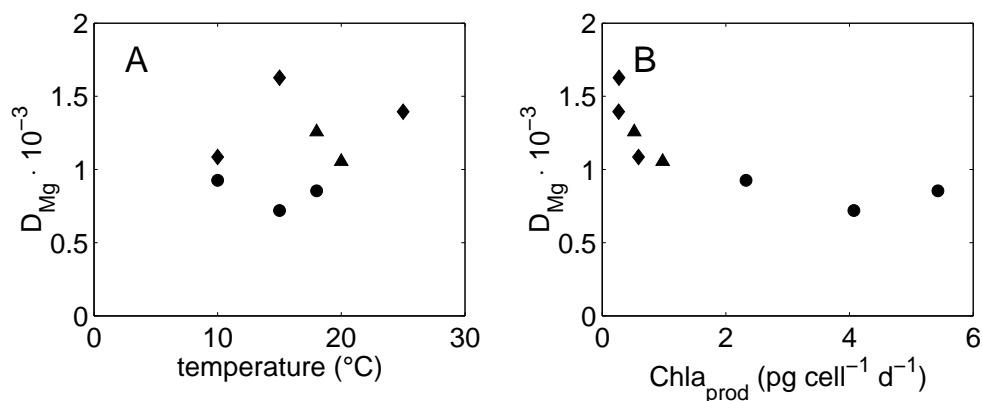 A
2
1.5
1
0.5
0
0 10 20 30
D_Mg · 10^−3
temperature (°C)
B
2
1.5
1
0.5
0
0 2 4 6
D_Mg · 10^−3
Chla_prod (pg cell^−1 d^−1)